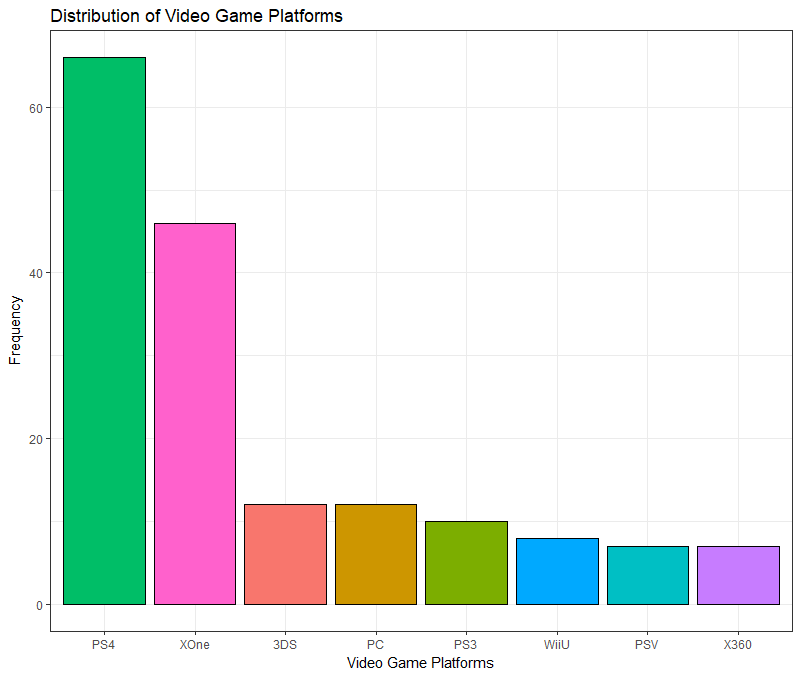 Distribution of Video Game Platforms
Frequency
60
40
20
0
PS4 XOne 3DS PC PS3 WiiU PSV X360
Video Game Platforms